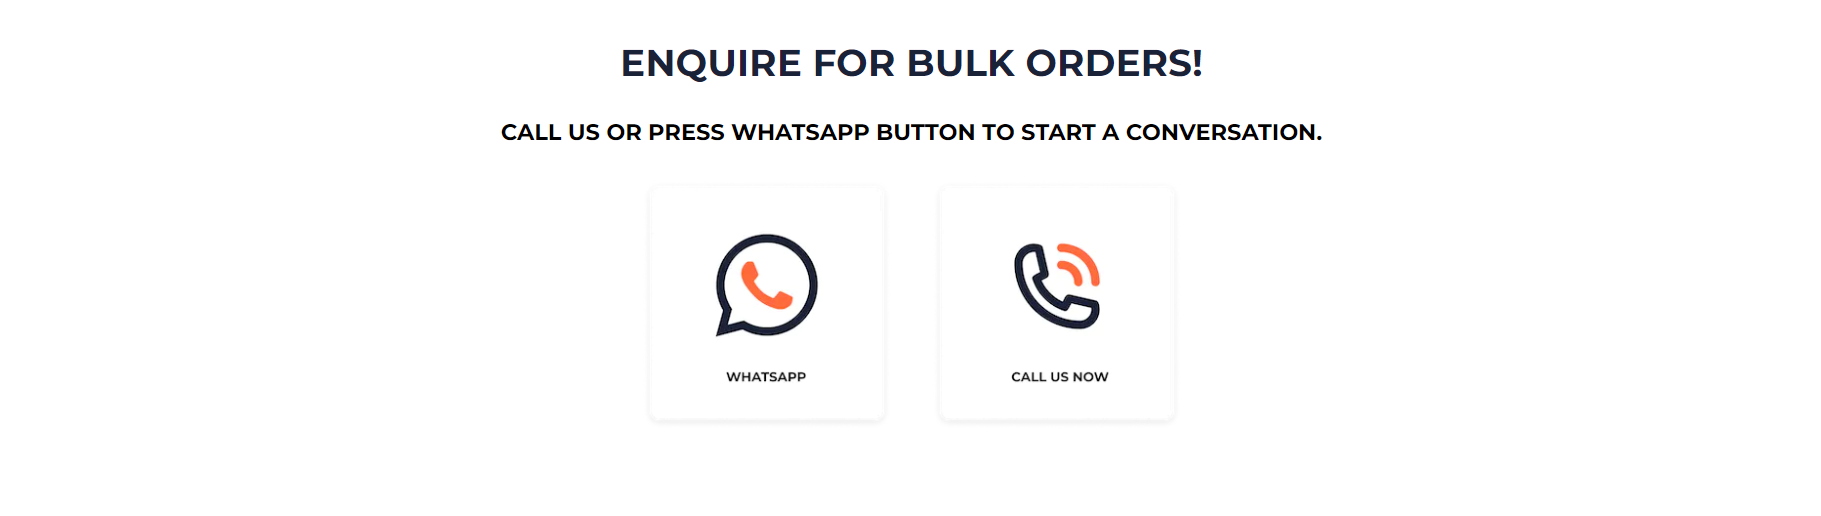 ENQUIRE FOR BULK ORDERS!
CALL US OR PRESS WHATSAPP BUTTON TO START A CONVERSATION.
WHATSAPP
CALL US NOW